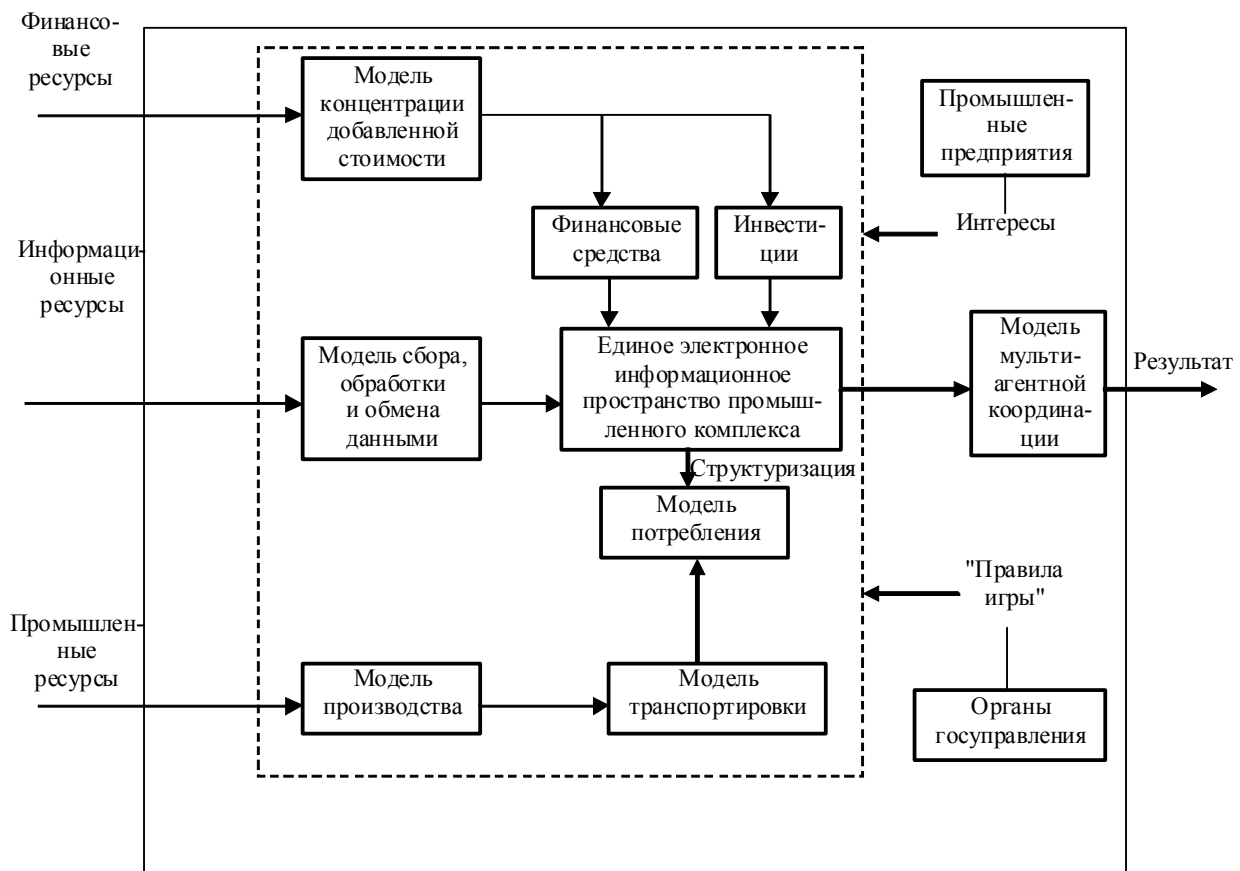 Финансо-
вые
ресурсы
Модель
концентрации
добавленной
стоимости
Промышлен-
ные
предприятия
Финансовые
средства
Инвести-
ции
Интересы
Информаци-
онные
ресурсы
Модель сбора,
обработки
и обмена
данными
Единое электронное
информационное
пространство промыш-
ленного комплекса
Модель
мульти-
агентной
координа-
ции
Результат
Структуризация
Модель
потребления
"Правила
игры"
Промышлен-
ные
ресурсы
Модель
производства
Модель
транспортировки
Органы
госуправления